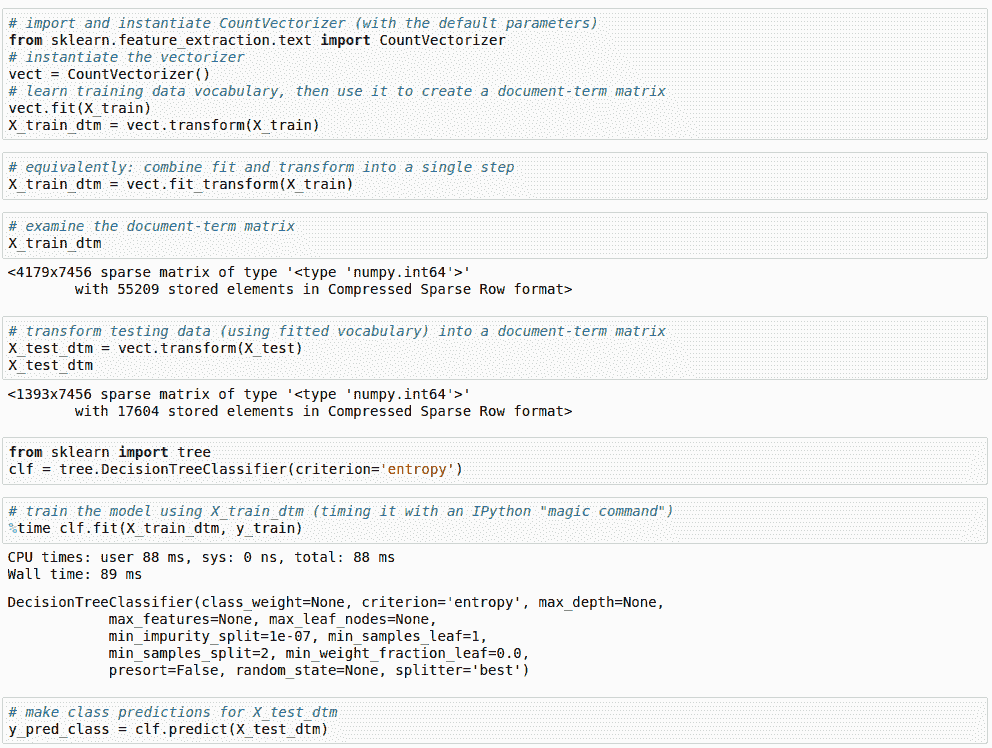 # import and instantiate CountVectorizer (with the default parameters)
from sklearn.feature_extraction.text import CountVectorizer
# instantiate the vectorizer
vect = CountVectorizer()
# learn training data vocabulary, then use it to create a document-term matrix
vect.fit(X_train)
X_train_dtm = vect.transform(X_train)
# equivalently: combine fit and transform into a single step
X_train_dtm = vect.fit_transform(X_train)
# examine the document-term matrix
X_train_dtm
<4179x7456 sparse matrix of type '<type 'numpy.int64'>'
        with 55209 stored elements in Compressed Sparse Row format>
# transform testing data (using fitted vocabulary) into a document-term matrix
X_test_dtm = vect.transform(X_test)
X_test_dtm
<1393x7456 sparse matrix of type '<type 'numpy.int64'>'
        with 17604 stored elements in Compressed Sparse Row format>
from sklearn import tree
clf = tree.DecisionTreeClassifier(criterion='entropy')
# train the model using X_train_dtm (timing it with an IPython "magic command")
%time clf.fit(X_train_dtm, y_train)
CPU times: user 88 ms, sys: 0 ns, total: 88 ms
Wall time: 89 ms
DecisionTreeClassifier(class_weight=None, criterion='entropy', max_depth=None,
            max_features=None, max_leaf_nodes=None,
            min_impurity_split=1e-07, min_samples_leaf=1,
            min_samples_split=2, min_weight_fraction_leaf=0.0,
            presort=False, random_state=None, splitter='best')
# make class predictions for X_test_dtm
y_pred_class = clf.predict(X_test_dtm)